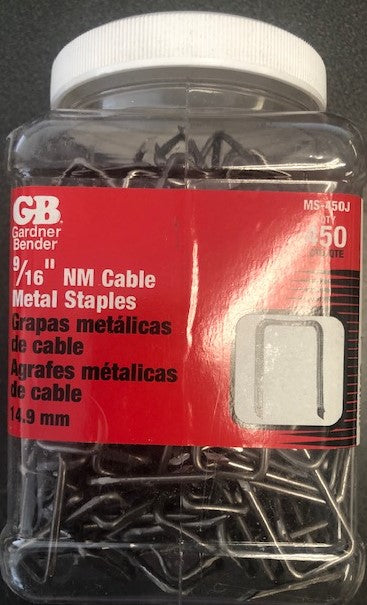 GB
Gardner
Bender
9/16" NM Cable
Metal Staples
Grapas metálicas
de cable
Agrafes métalicas
de cable
14.9 mm
MS-450J
QTY
450